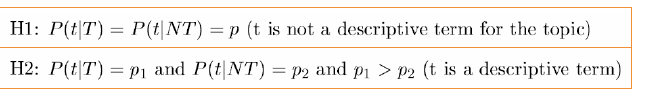 H1: P(t|T) = P(t|NT) = p (t is not a descriptive term for the topic)
H2: P(t|T) = p₁ and P(t|NT) = p₂ and p₁ > p₂ (t is a descriptive term)